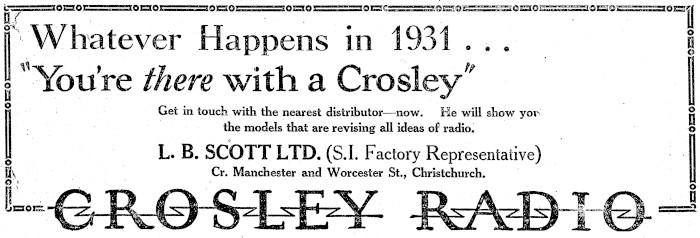 Whatever Happens in 1931 . . .
"You're there with a Crosley"
Get in touch with the nearest distributor—now. He will show you
the models that are revising all ideas of radio.
L. B. SCOTT LTD. (S.I. Factory Representative)
Cr. Manchester and Worcester St., Christchurch.
CROSLEY RADIO